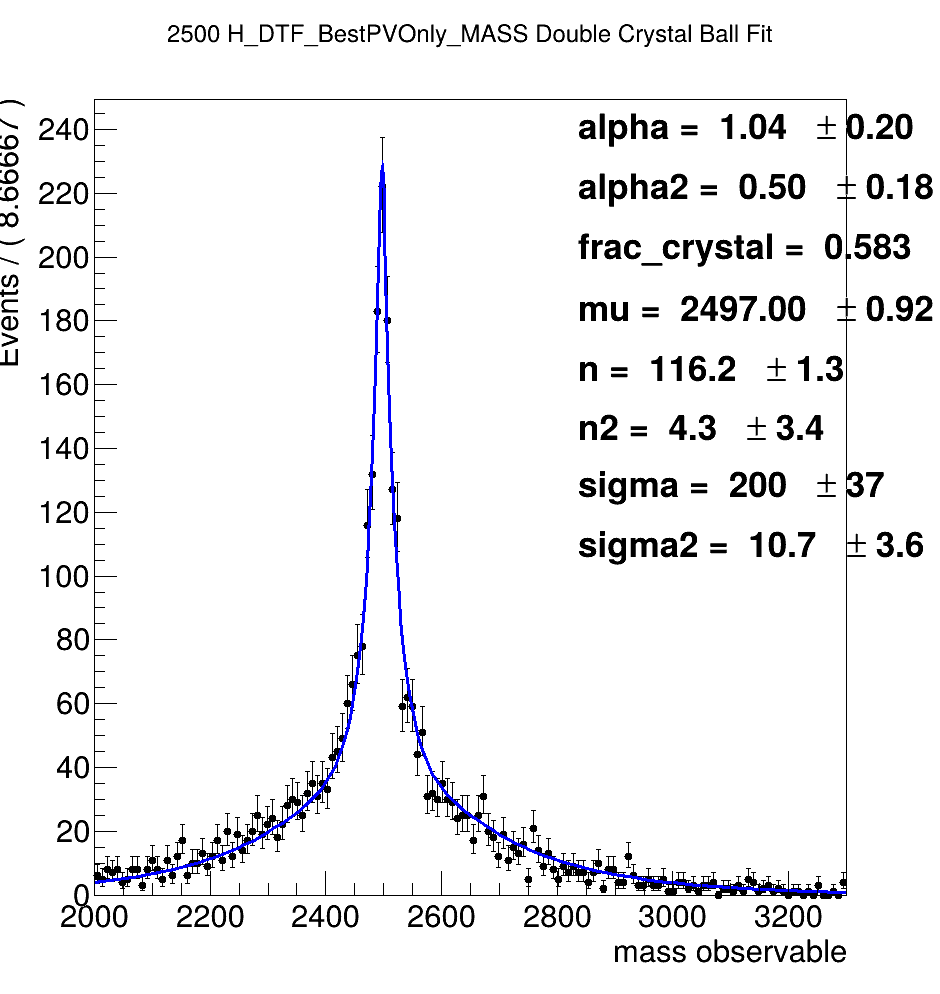 2500 H_DTF_BestPVOnly_MASS Double Crystal Ball Fit
Events / ( 8.66667 )
240
220
200
180
160
140
120
100
80
60
40
20
0
alpha = 1.04 ± 0.20
alpha2 = 0.50 ± 0.18
frac_crystal = 0.583
mu = 2497.00 ± 0.92
n = 116.2 ± 1.3
n2 = 4.3 ± 3.4
sigma = 200 ± 37
sigma2 = 10.7 ± 3.6
2000 2200 2400 2600 2800 3000 3200
mass observable